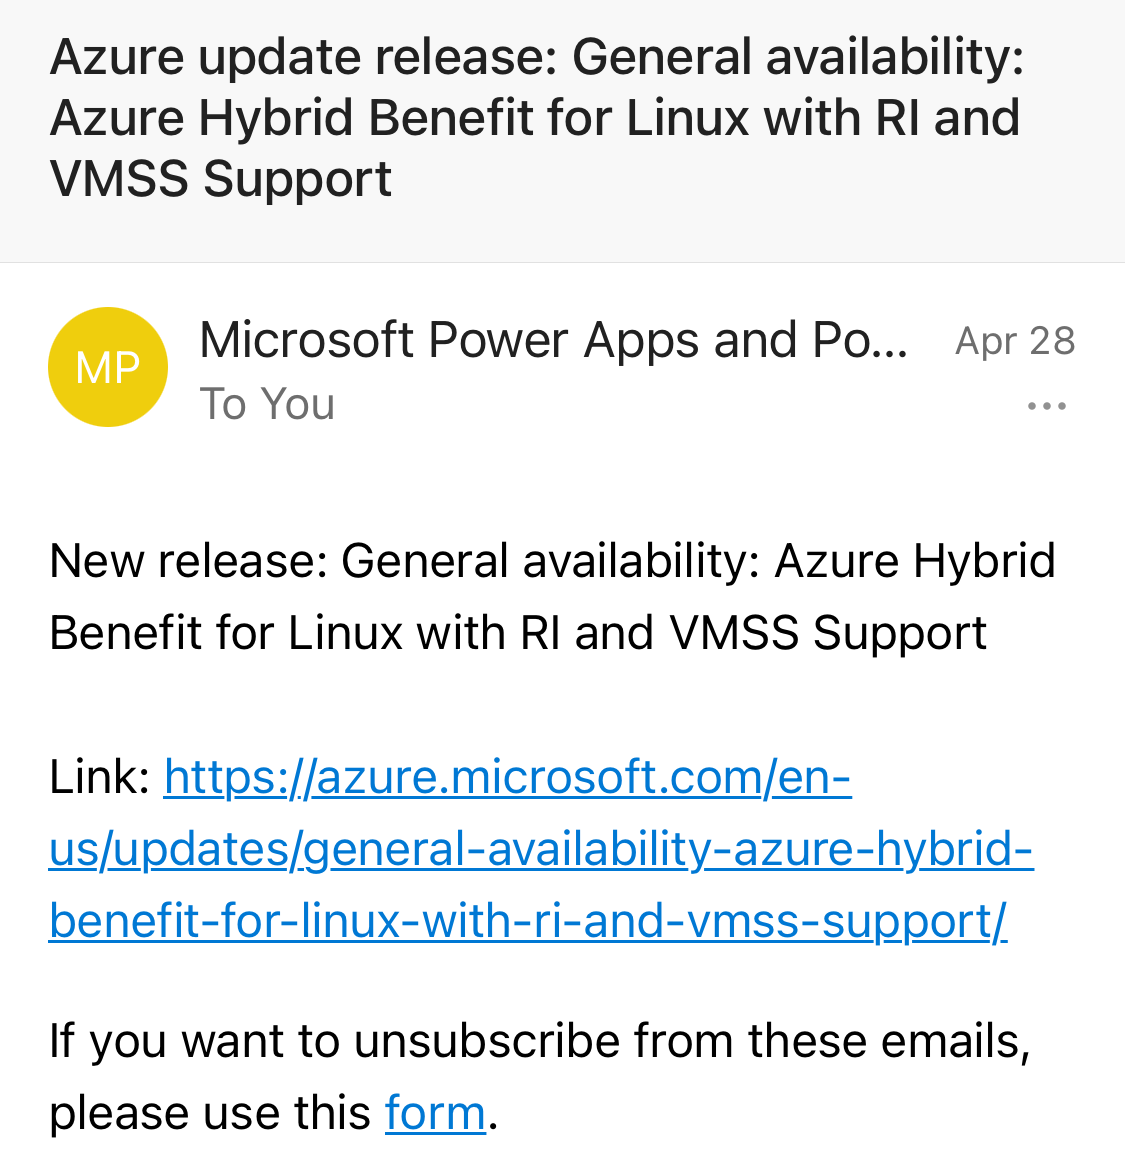 Azure update release: General availability:
Azure Hybrid Benefit for Linux with RI and
VMSS Support
MP
Microsoft Power Apps and Po...
Apr 28
To You
New release: General availability: Azure Hybrid
Benefit for Linux with RI and VMSS Support
Link: https://azure.microsoft.com/en-
us/updates/general-availability-azure-hybrid-
benefit-for-linux-with-ri-and-vmss-support/
If you want to unsubscribe from these emails,
please use this form.